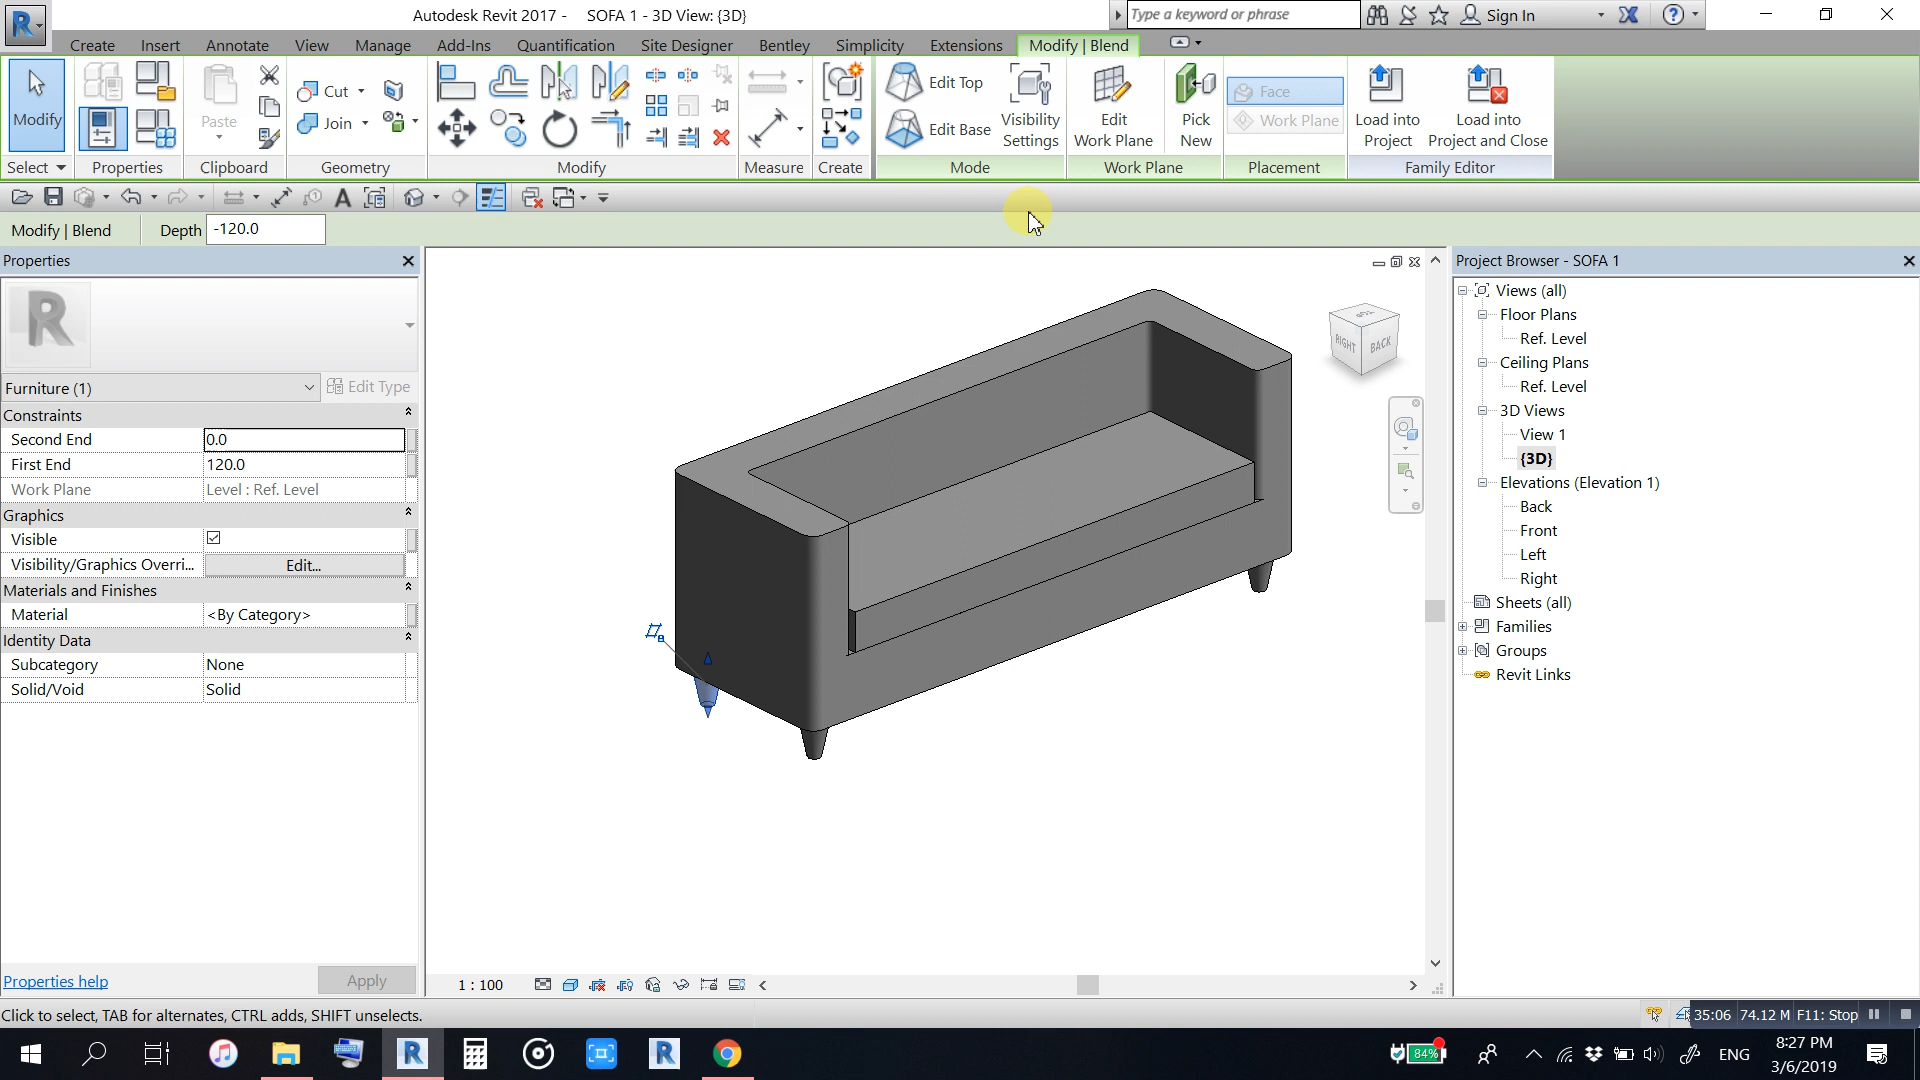 Autodesk Revit 2017 - SOFA 1 - 3D View: {3D}
Type a keyword or phrase
Sign In
Create Insert Annotate View Manage Add-Ins Quantification Site Designer Bentley Simplicity Extensions Modify | Blend
Modify
Paste
Cut
Join
Edit Top
Edit Base
Visibility
Settings
Edit
Work Plane
Pick
New
Face
Work Plane
Load into
Project
Load into
Project and Close
Select Properties Clipboard Geometry Modify Measure Create Mode Work Plane Placement Family Editor
Modify | Blend Depth -120.0
Properties
Furniture (1) Edit Type
Constraints
Second End 0.0
First End 120.0
Work Plane Level : Ref. Level
Graphics
Visible
Visibility/Graphics Overri... Edit...
Materials and Finishes
Material <By Category>
Identity Data
Subcategory None
Solid/Void Solid
Properties help Apply
TOP
RIGHT BACK
1 : 100
Project Browser - SOFA 1
Views (all)
Floor Plans
Ref. Level
Ceiling Plans
Ref. Level
3D Views
View 1
{3D}
Elevations (Elevation 1)
Back
Front
Left
Right
Sheets (all)
Families
Groups
Revit Links
Click to select, TAB for alternates, CTRL adds, SHIFT unselects.
35:06 74.12 M F11: Stop
84%
ENG
8:27 PM
3/6/2019